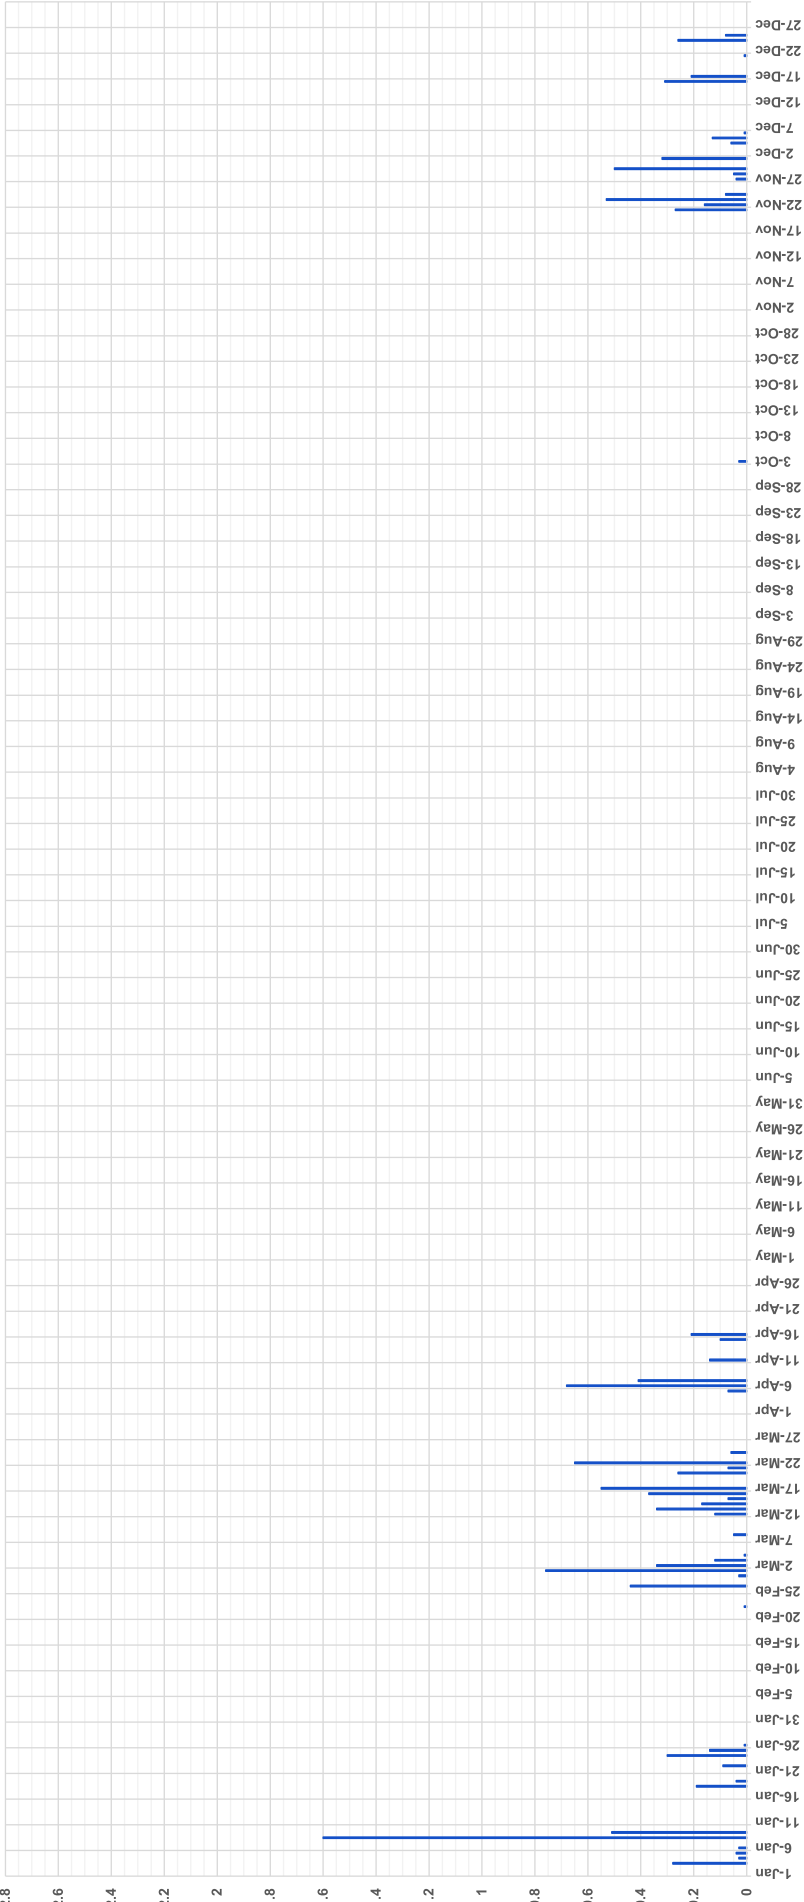 27-Dec
22-Dec
17-Dec
12-Dec
7-Dec
2-Dec
27-Nov
22-Nov
17-Nov
12-Nov
7-Nov
2-Nov
28-Oct
23-Oct
18-Oct
13-Oct
8-Oct
3-Oct
28-Sep
23-Sep
18-Sep
13-Sep
8-Sep
3-Sep
29-Aug
24-Aug
19-Aug
14-Aug
9-Aug
4-Aug
30-Jul
25-Jul
20-Jul
15-Jul
10-Jul
5-Jul
30-Jun
25-Jun
20-Jun
15-Jun
10-Jun
5-Jun
31-May
26-May
21-May
16-May
11-May
6-May
1-May
26-Apr
21-Apr
16-Apr
11-Apr
6-Apr
1-Apr
27-Mar
22-Mar
17-Mar
12-Mar
7-Mar
2-Mar
25-Feb
20-Feb
15-Feb
10-Feb
5-Feb
31-Jan
26-Jan
21-Jan
16-Jan
11-Jan
6-Jan
1-Jan
2.8
2.6
2.4
2.2
2
1.8
1.6
1.4
1.2
1
0.8
0.6
0.4
0.2
0